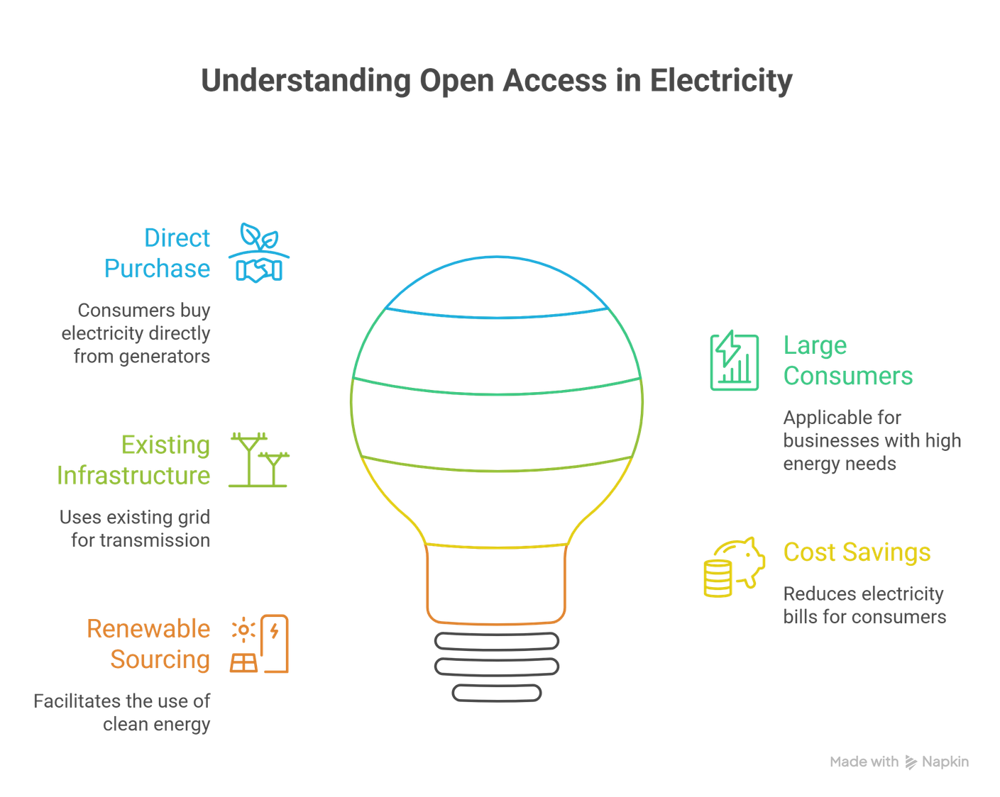 Understanding Open Access in Electricity
Direct
Purchase
Consumers buy
electricity directly
from generators
Large
Consumers
Applicable for
businesses with high
energy needs
Existing
Infrastructure
Uses existing grid
for transmission
Cost Savings
Reduces electricity
bills for consumers
Renewable
Sourcing
Facilitates the use of
clean energy
Made with Napkin